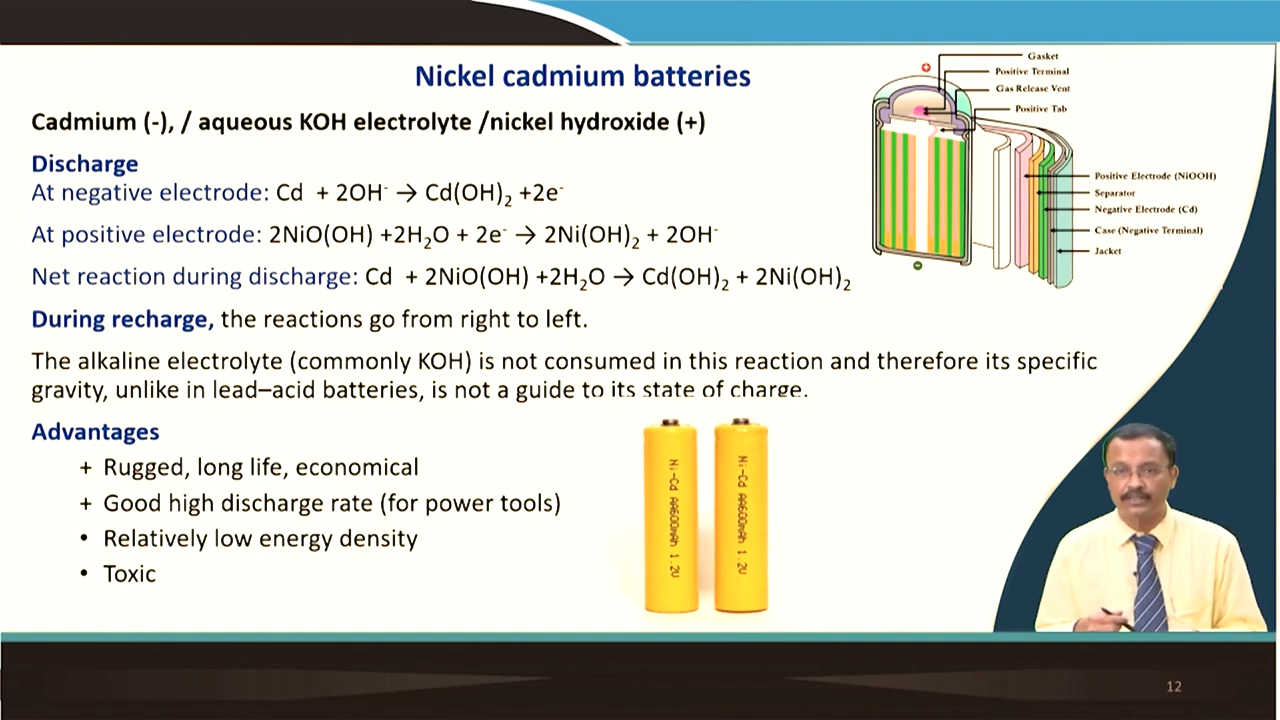 Nickel cadmium batteries
Cadmium (-), / aqueous KOH electrolyte /nickel hydroxide (+)
Discharge
At negative electrode: Cd + 2OH⁻ → Cd(OH)₂ +2e⁻
At positive electrode: 2NiO(OH) +2H₂O + 2e⁻ → 2Ni(OH)₂ + 2OH⁻
Net reaction during discharge: Cd + 2NiO(OH) +2H₂O → Cd(OH)₂ + 2Ni(OH)₂
During recharge, the reactions go from right to left.
The alkaline electrolyte (commonly KOH) is not consumed in this reaction and therefore its specific
gravity, unlike in lead–acid batteries, is not a guide to its state of charge.
Advantages
+ Rugged, long life, economical
+ Good high discharge rate (for power tools)
• Relatively low energy density
• Toxic
Gasket
Positive Terminal
Gas Release Vent
Positive Tab
Positive Electrode (NiOOH)
Separator
Negative Electrode (Cd)
Case (Negative Terminal)
Jacket
Ni-Cd AA600mAh 1.2V
Ni-Cd AA600mAh 1.2V
12